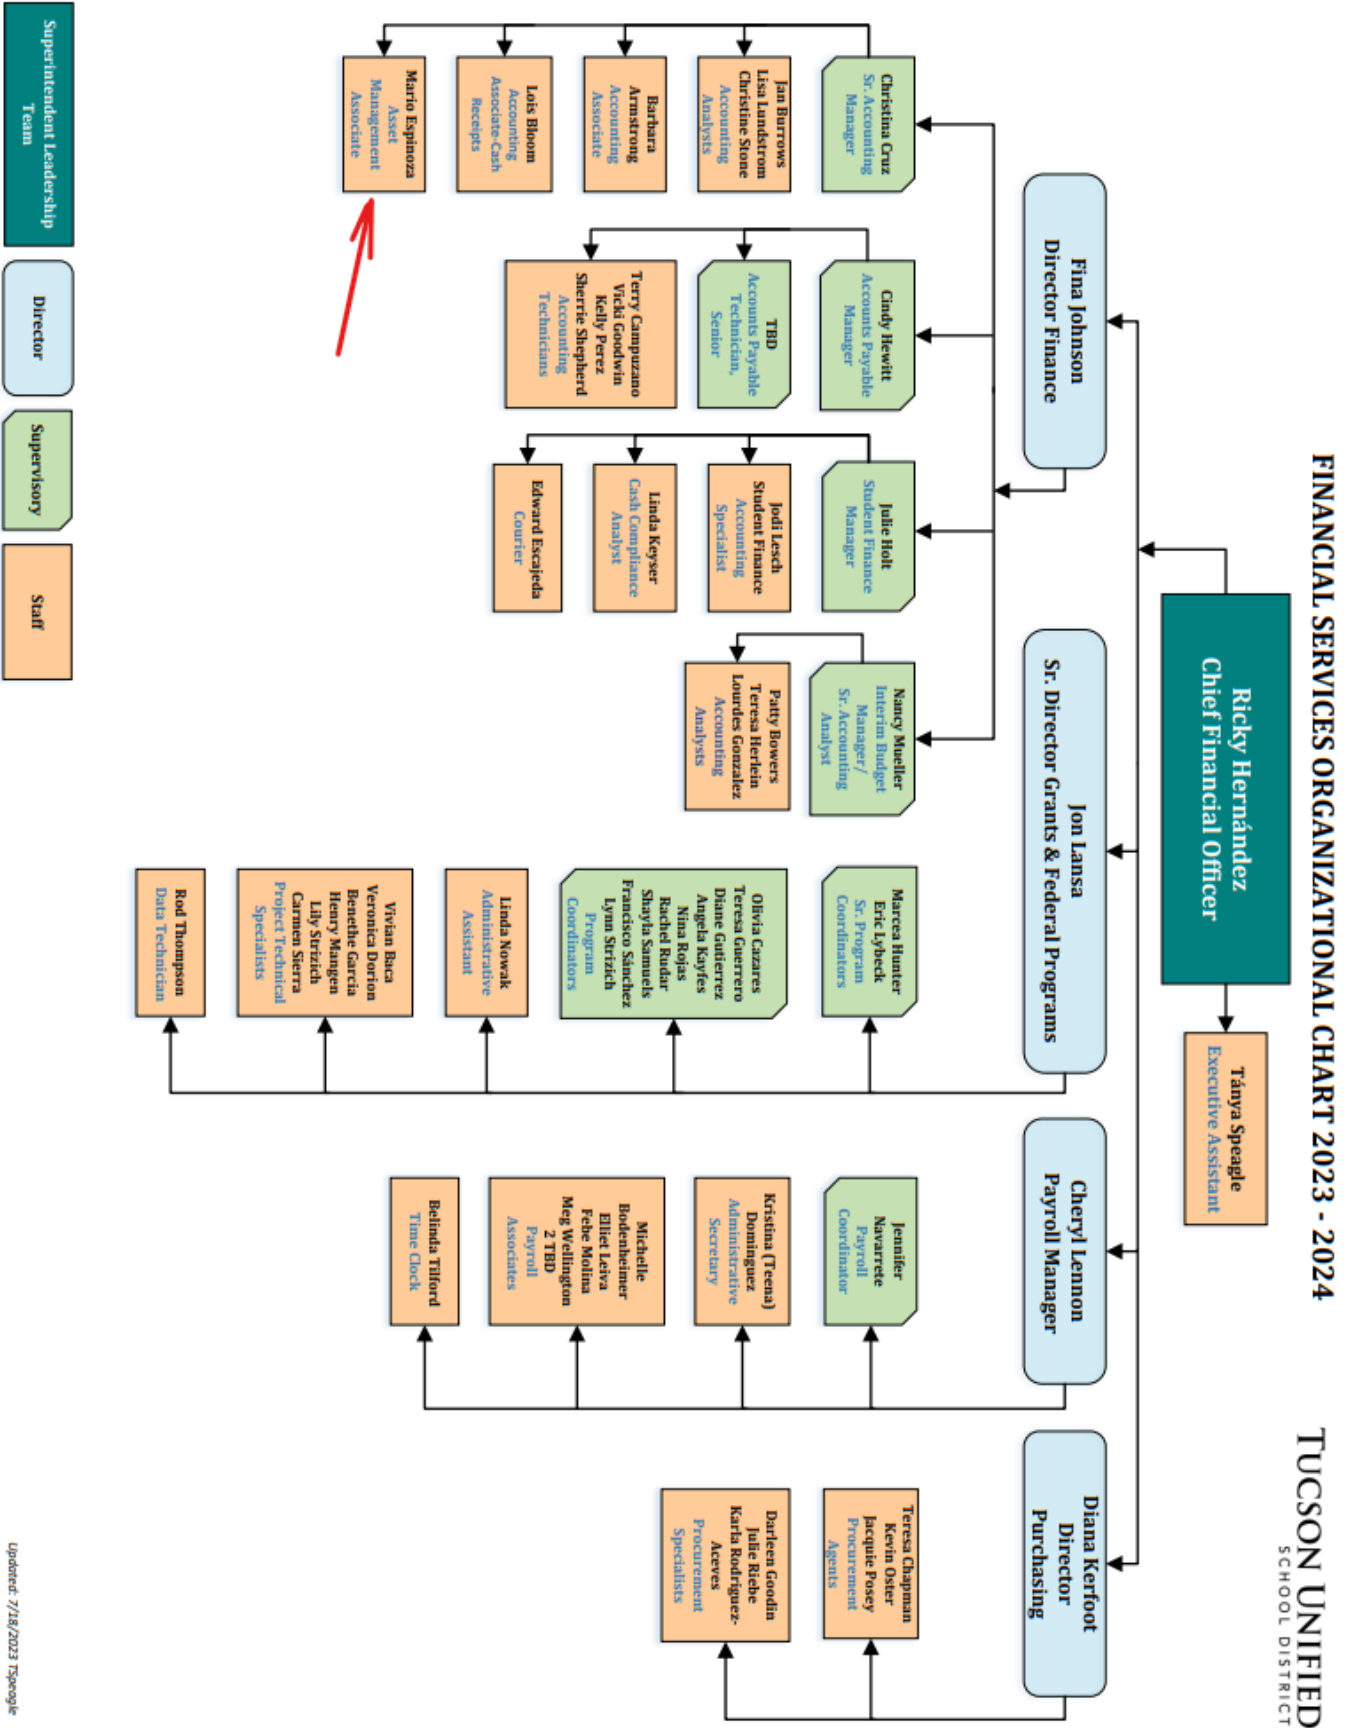 FINANCIAL SERVICES ORGANIZATIONAL CHART 2023 - 2024
TUCSON UNIFIED
SCHOOL DISTRICT
Ricky Hernández
Chief Financial Officer
Tánya Speagle
Executive Assistant
Fina Johnson
Director Finance
Jon Lansa
Sr. Director Grants & Federal Programs
Cheryl Lennon
Payroll Manager
Diana Kerfoot
Director
Purchasing
Christina Cruz
Sr. Accounting
Manager
Jan Burrows
Lisa Lundstrom
Christine Stone
Accounting
Analysts
Barbara
Armstrong
Accounting
Associate
Lois Bloom
Accounting
Associate-Cash
Receipts
Mario Espinoza
Asset
Management
Associate
Cindy Hewitt
Accounts Payable
Manager
TBD
Accounts Payable
Technician,
Senior
Terry Campuzano
Vicki Goodwin
Kelly Perez
Sherrie Shepherd
Accounting
Technicians
Julie Holt
Student Finance
Manager
Jodi Lesch
Student Finance
Accounting
Specialist
Linda Keyser
Cash Compliance
Analyst
Edward Escajeda
Courier
Nancy Mueller
Interim Budget
Manager/
Sr. Accounting
Analyst
Patty Bowers
Teresa Herlein
Lourdes Gonzalez
Accounting
Analysts
Marcea Hunter
Eric Lybeck
Sr. Program
Coordinators
Olivia Cazares
Teresa Guerrero
Diane Gutierrez
Angela Kayfes
Nina Rojas
Rachel Rudar
Shayla Samuels
Francisco Sánchez
Lynn Strizich
Program
Coordinators
Linda Nowak
Administrative
Assistant
Vivian Baca
Veronica Dorion
Benethe Garcia
Henry Mangen
Lily Strizich
Carmen Sierra
Project Technical
Specialists
Rod Thompson
Data Technician
Jennifer
Navarrete
Payroll
Coordinator
Kristina (Teena)
Dominguez
Administrative
Secretary
Michelle
Bodenheimer
Elliet Leiva
Febe Molina
Meg Wellington
2 TBD
Payroll
Associates
Belinda Tilford
Time Clock
Teresa Chapman
Kevin Oster
Jacquie Posey
Procurement
Agents
Darleen Goodin
Julie Riebe
Karla Rodriguez-
Aceves
Procurement
Specialists
Superintendent Leadership
Team
Director
Supervisory
Staff
Updated: 7/18/2023 TSpeagle